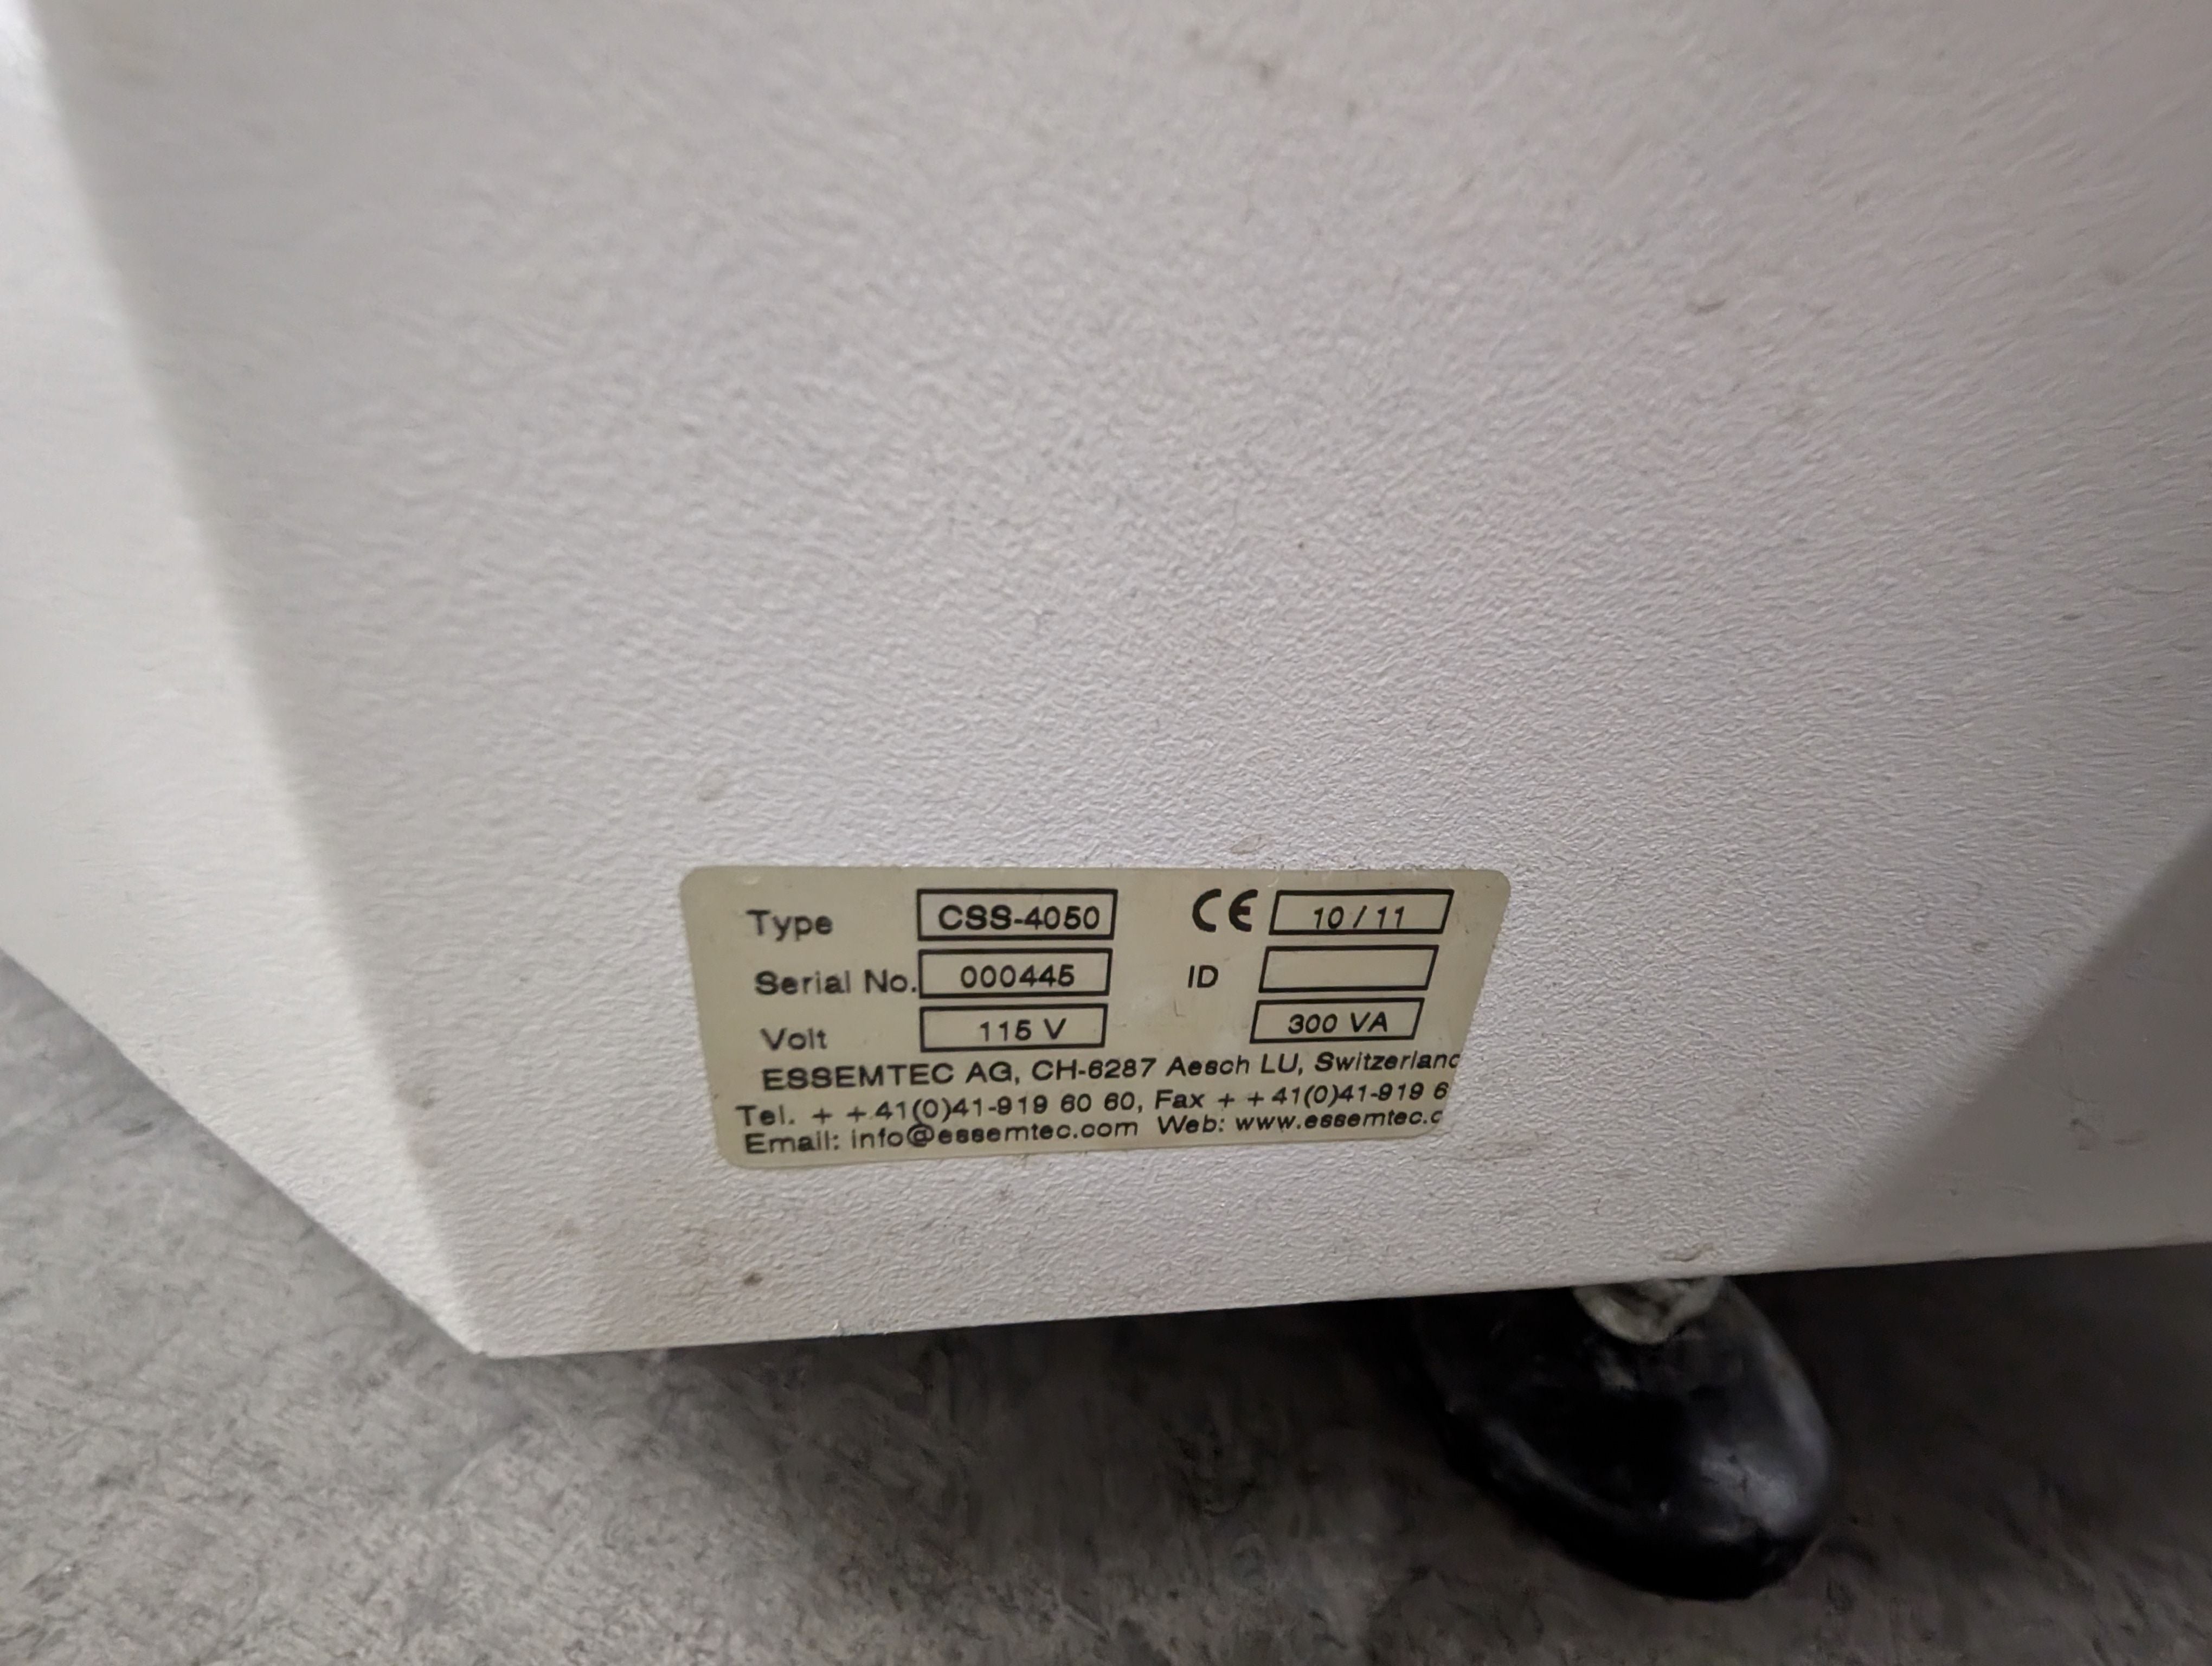 Type CSS-4050 CE 10 / 11
Serial No. 000445 ID
Volt 115 V 300 VA
ESSEMTEC AG, CH-6287 Aesch LU, Switzerlanc
Tel. + + 41(0)41-919 60 60, Fax + + 41(0)41-919 6
Email: info@essemtec.com Web: www.essemtec.c